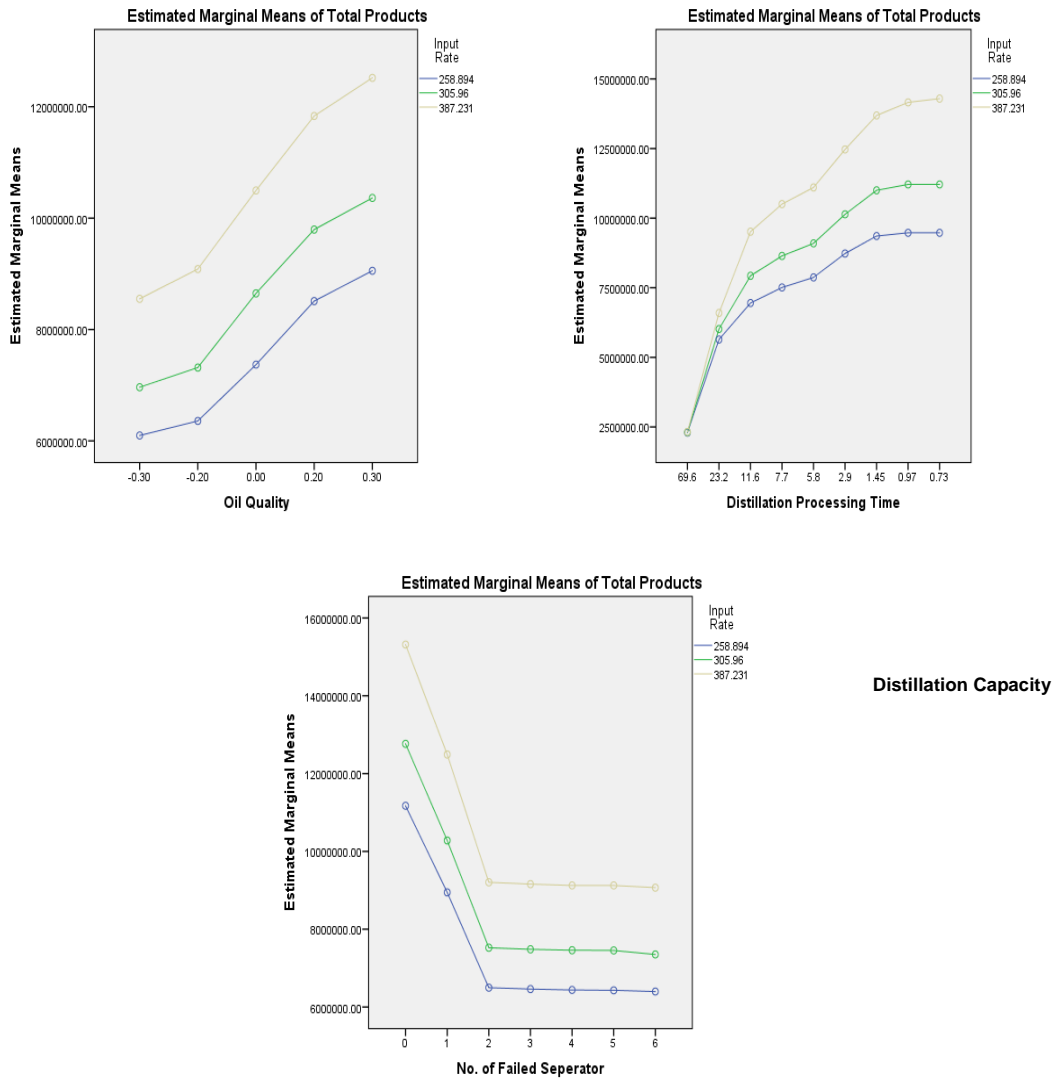 Estimated Marginal Means of Total Products
Input
Rate
258.894
305.96
387.231
Estimated Marginal Means
12000000.00
10000000.00
8000000.00
6000000.00
-0.30 -0.20 0.00 0.20 0.30
Oil Quality
Estimated Marginal Means of Total Products
Input
Rate
258.894
305.96
387.231
Estimated Marginal Means
15000000.00
12500000.00
10000000.00
7500000.00
5000000.00
2500000.00
69.6 23.2 11.6 7.7 5.8 2.9 1.45 0.97 0.73
Distillation Processing Time
Estimated Marginal Means of Total Products
Input
Rate
258.894
305.96
387.231
Estimated Marginal Means
16000000.00
14000000.00
12000000.00
10000000.00
8000000.00
6000000.00
0 1 2 3 4 5 6
No. of Failed Seperator
Distillation Capacity